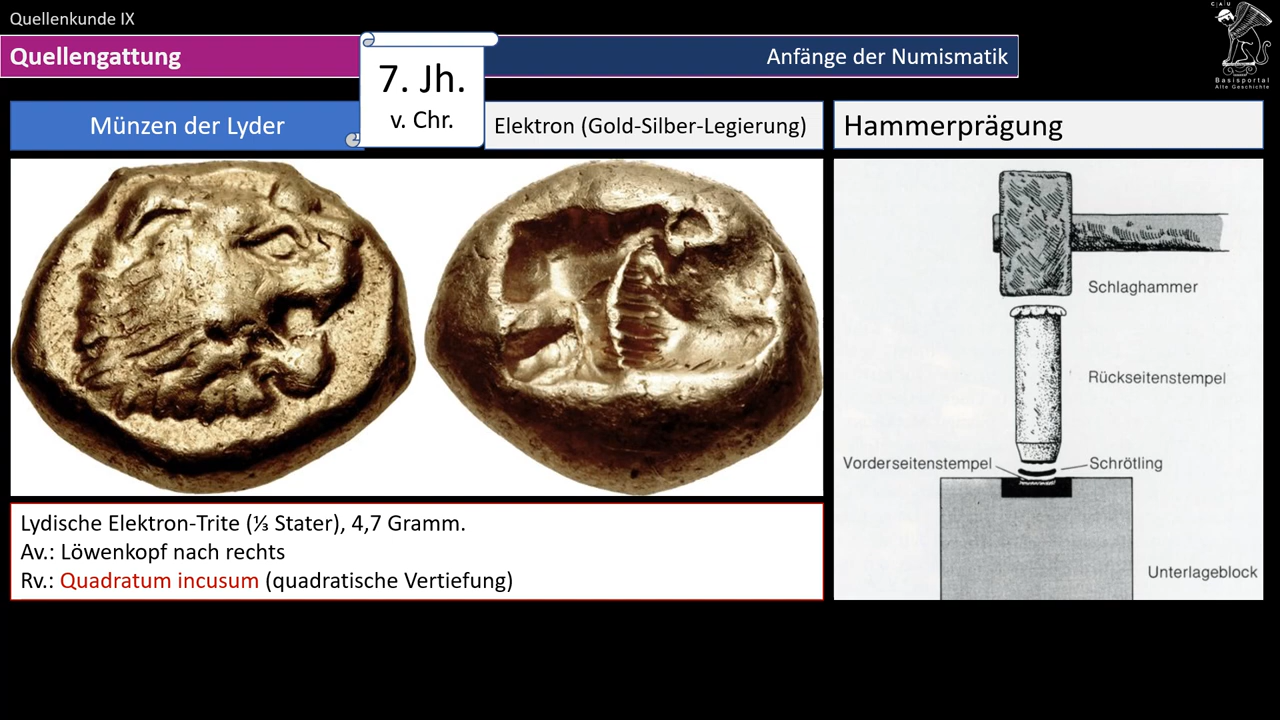 Quellenkunde IX
Quellengattung
7. Jh.
v. Chr.
Anfänge der Numismatik
CAU
Basisportal
Alte Geschichte
Münzen der Lyder
Elektron (Gold-Silber-Legierung)
Hammerprägung
Schlaghammer
Rückseitenstempel
Vorderseitenstempel
Schrötling
Unterlageblock
Lydische Elektron-Trite (⅓ Stater), 4,7 Gramm.
Av.: Löwenkopf nach rechts
Rv.: Quadratum incusum (quadratische Vertiefung)